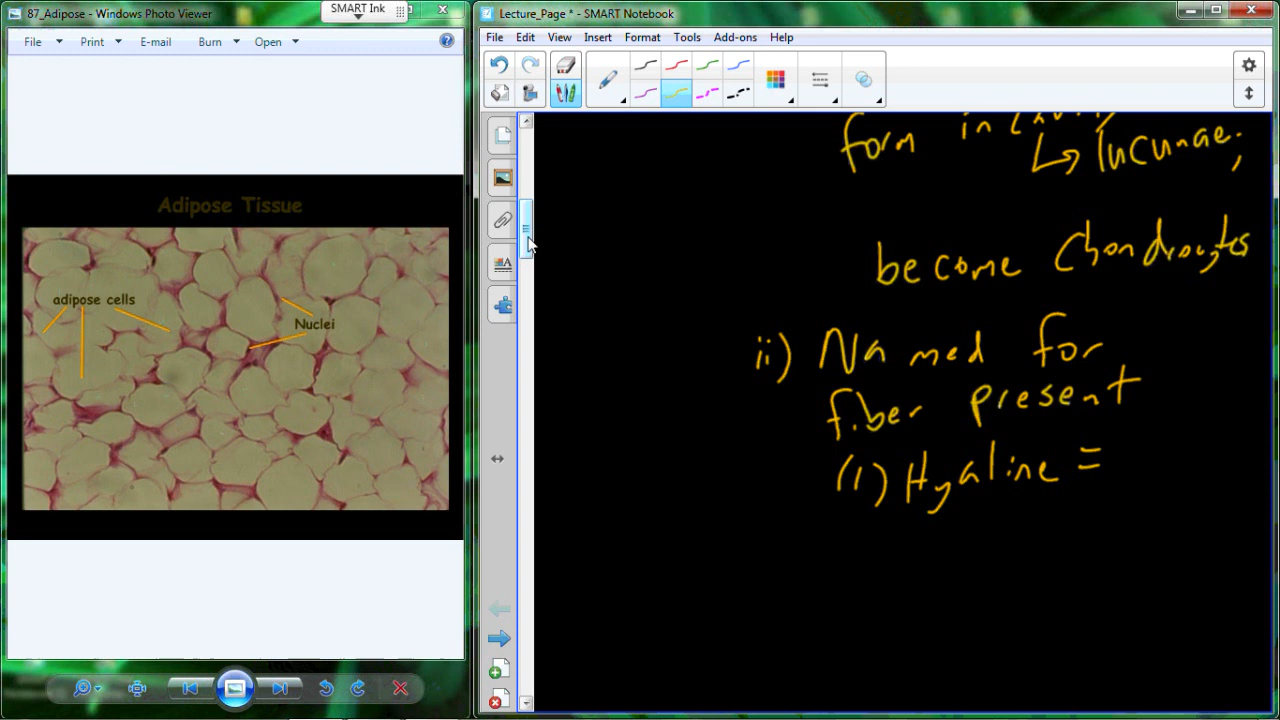 87_Adipose - Windows Photo Viewer
SMART Ink
File Print E-mail Burn Open
Adipose Tissue
adipose cells
Nuclei
Lecture_Page * - SMART Notebook
File Edit View Insert Format Tools Add-ons Help
form in
↳ lucunae;
become Chondrocytes
ii) Named for
fiber present
(1) Hyaline =